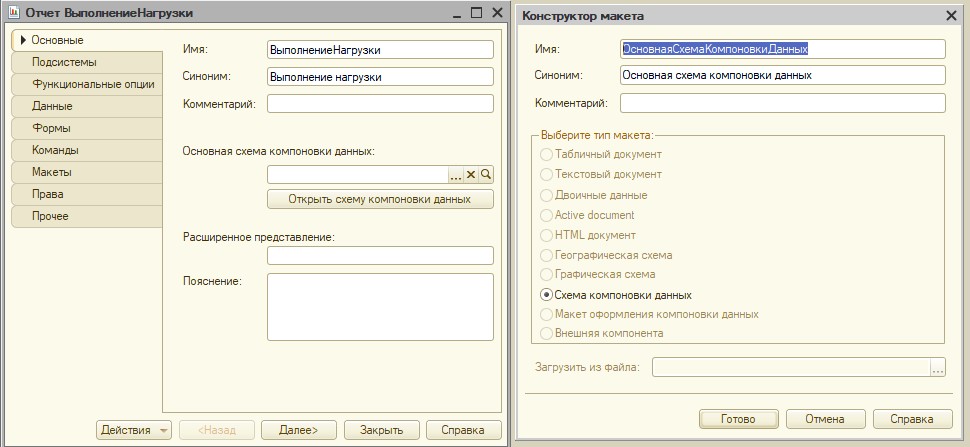 Отчет ВыполнениеНагрузки
Основные
Подсистемы
Функциональные опции
Данные
Формы
Команды
Макеты
Права
Прочее
Имя:
ВыполнениеНагрузки
Синоним:
Выполнение нагрузки
Комментарий:
Основная схема компоновки данных:
...
Открыть схему компоновки данных
Расширенное представление:
Пояснение:
Действия
<Назад
Далее>
Закрыть
Справка
Конструктор макета
Имя:
ОсновнаяСхемаКомпоновкиДанных
Синоним:
Основная схема компоновки данных
Комментарий:
Выберите тип макета:
Табличный документ
Текстовый документ
Двоичные данные
Active document
HTML документ
Географическая схема
Графическая схема
Схема компоновки данных
Макет оформления компоновки данных
Внешняя компонента
Загрузить из файла:
...
Готово
Отмена
Справка